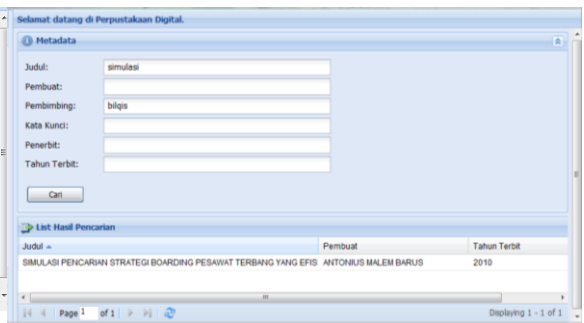 Selamat datang di Perpustakaan Digital.
Metadata
Judul: simulasi
Pembuat:
Pembimbing: bilqis
Kata Kunci:
Penerbit:
Tahun Terbit:
Cari
List Hasil Pencarian
Judul Pembuat Tahun Terbit
SIMULASI PENCARIAN STRATEGI BOARDING PESAWAT TERBANG YANG EFIS ANTONIUS MALEM BARUS 2010
Page 1 of 1 Displaying 1 - 1 of 1